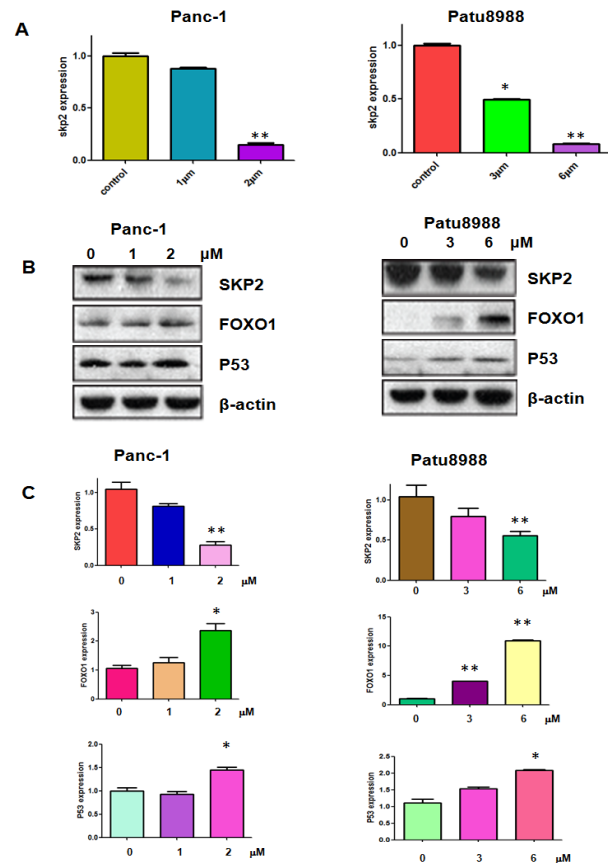 A
Panc-1
skp2 expression
1.0
0.5
0.0
**
control
1μm
2μm
Patu8988
skp2 expression
1.0
0.5
0.0
*
**
control
3μm
6μm
B
Panc-1
0 1 2 μM
SKP2
FOXO1
P53
β-actin
Patu8988
0 3 6 μM
SKP2
FOXO1
P53
β-actin
C
Panc-1
SKP2 expression
1.0
0.5
0.0
**
0 1 2 μM
FOXO1 expression
3
2
1
0
*
0 1 2 μM
P53 expression
2.0
1.5
1.0
0.5
0.0
*
0 1 2 μM
Patu8988
SKP2 expression
1.0
0.5
0.0
**
0 3 6 μM
FOXO1 expression
15
10
5
0
**
**
0 3 6 μM
P53 expression
2.5
2.0
1.5
1.0
0.5
0.0
*
0 3 6 μM